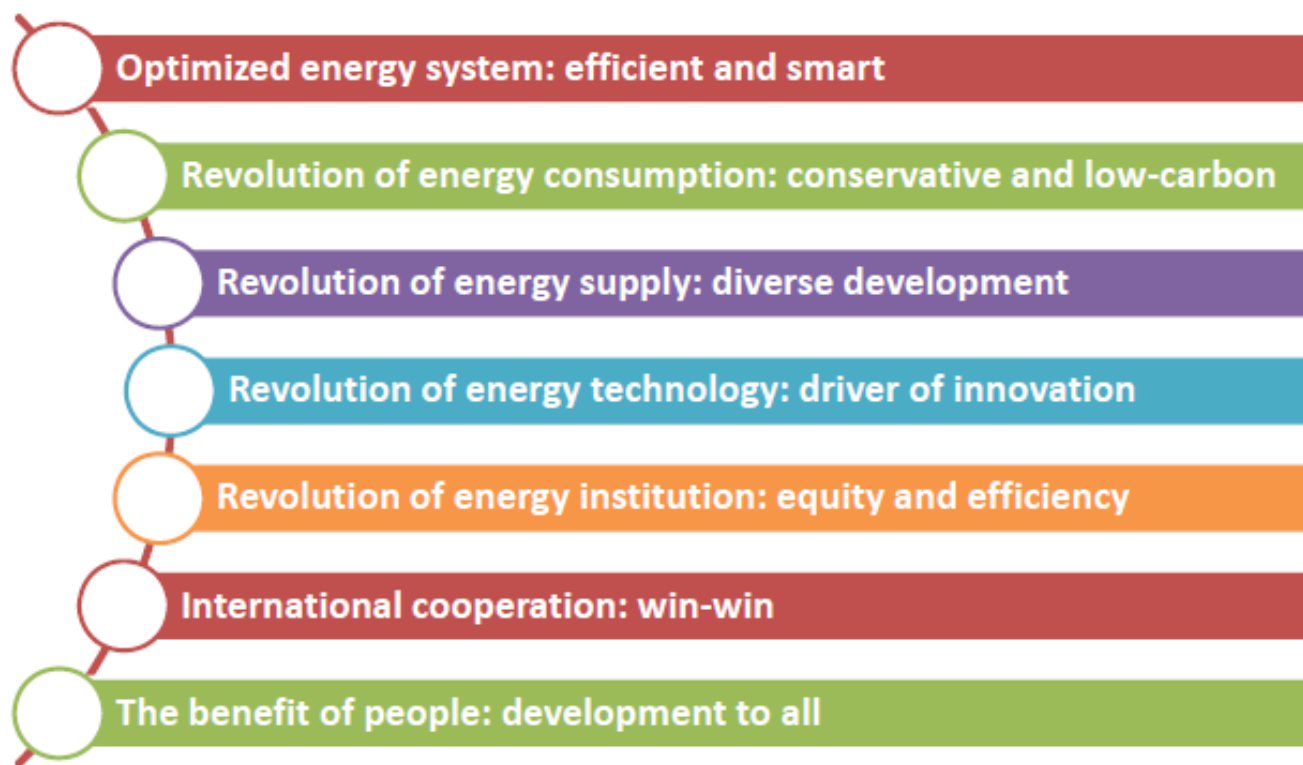 Optimized energy system: efficient and smart
Revolution of energy consumption: conservative and low-carbon
Revolution of energy supply: diverse development
Revolution of energy technology: driver of innovation
Revolution of energy institution: equity and efficiency
International cooperation: win-win
The benefit of people: development to all